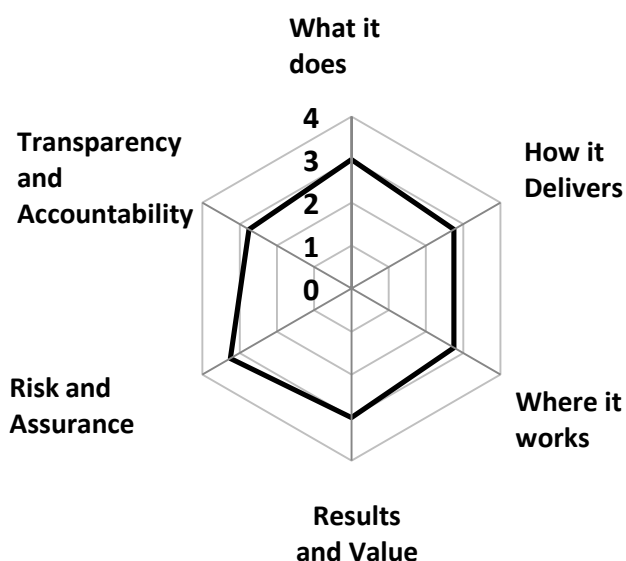 What it
does
How it
Delivers
Where it
works
Results
and Value
Risk and
Assurance
Transparency
and
Accountability
4
3
2
1
0